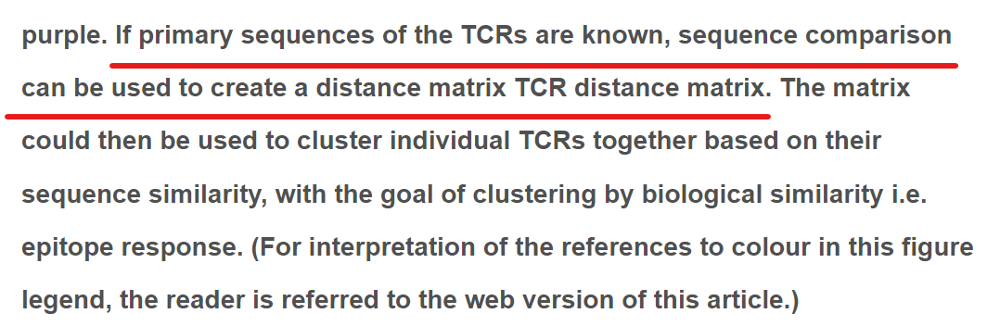 purple. If primary sequences of the TCRs are known, sequence comparison
can be used to create a distance matrix TCR distance matrix. The matrix
could then be used to cluster individual TCRs together based on their
sequence similarity, with the goal of clustering by biological similarity i.e.
epitope response. (For interpretation of the references to colour in this figure
legend, the reader is referred to the web version of this article.)